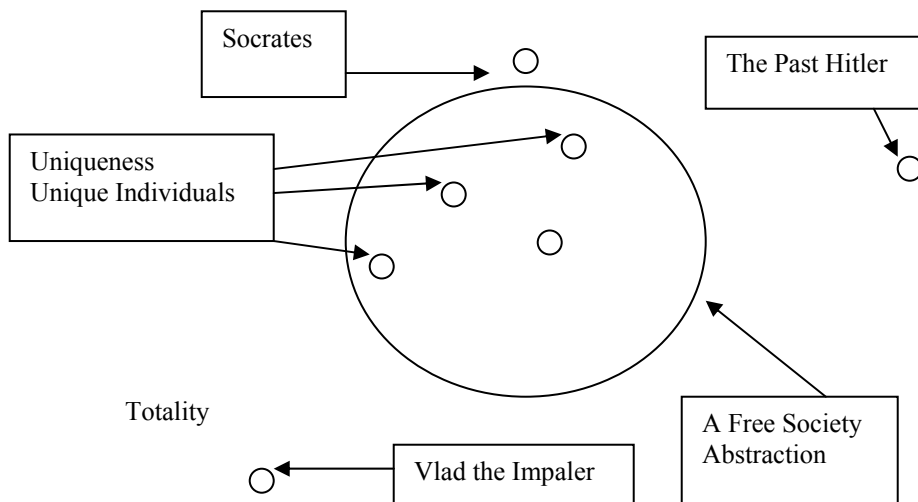 Socrates
The Past Hitler
Uniqueness
Unique Individuals
Totality
A Free Society
Abstraction
Vlad the Impaler